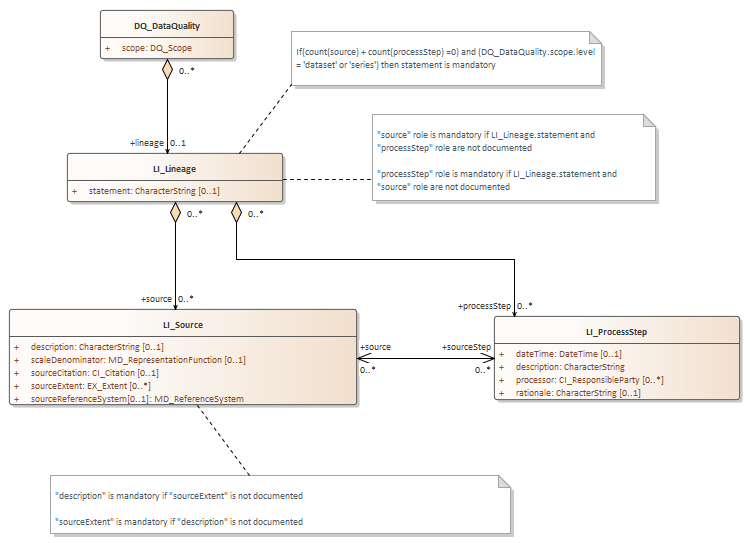 DQ_DataQuality
+ scope: DQ_Scope
0..*
If(count(source) + count(processStep) =0) and (DQ_DataQuality.scope.level
= 'dataset' or 'series') then statement is mandatory
+lineage 0..1
"source" role is mandatory if LI_Lineage.statement and
"processStep" role are not documented
"processStep" role is mandatory if LI_Lineage.statement and
"source" role are not documented
LI_Lineage
+ statement: CharacterString [0..1]
0..* 0..*
+source 0..*
+processStep 0..*
LI_Source
+ description: CharacterString [0..1]
+ scaleDenominator: MD_RepresentationFunction [0..1]
+ sourceCitation: CI_Citation [0..1]
+ sourceExtent: EX_Extent [0..*]
+ sourceReferenceSystem[0..1]: MD_ReferenceSystem
+source +sourceStep
0..* 0..*
LI_ProcessStep
+ dateTime: DateTime [0..1]
+ description: CharacterString
+ processor: CI_ResponsibleParty [0..*]
+ rationale: CharacterString [0..1]
"description" is mandatory if "sourceExtent" is not documented
"sourceExtent" is mandatory if "description" is not documented